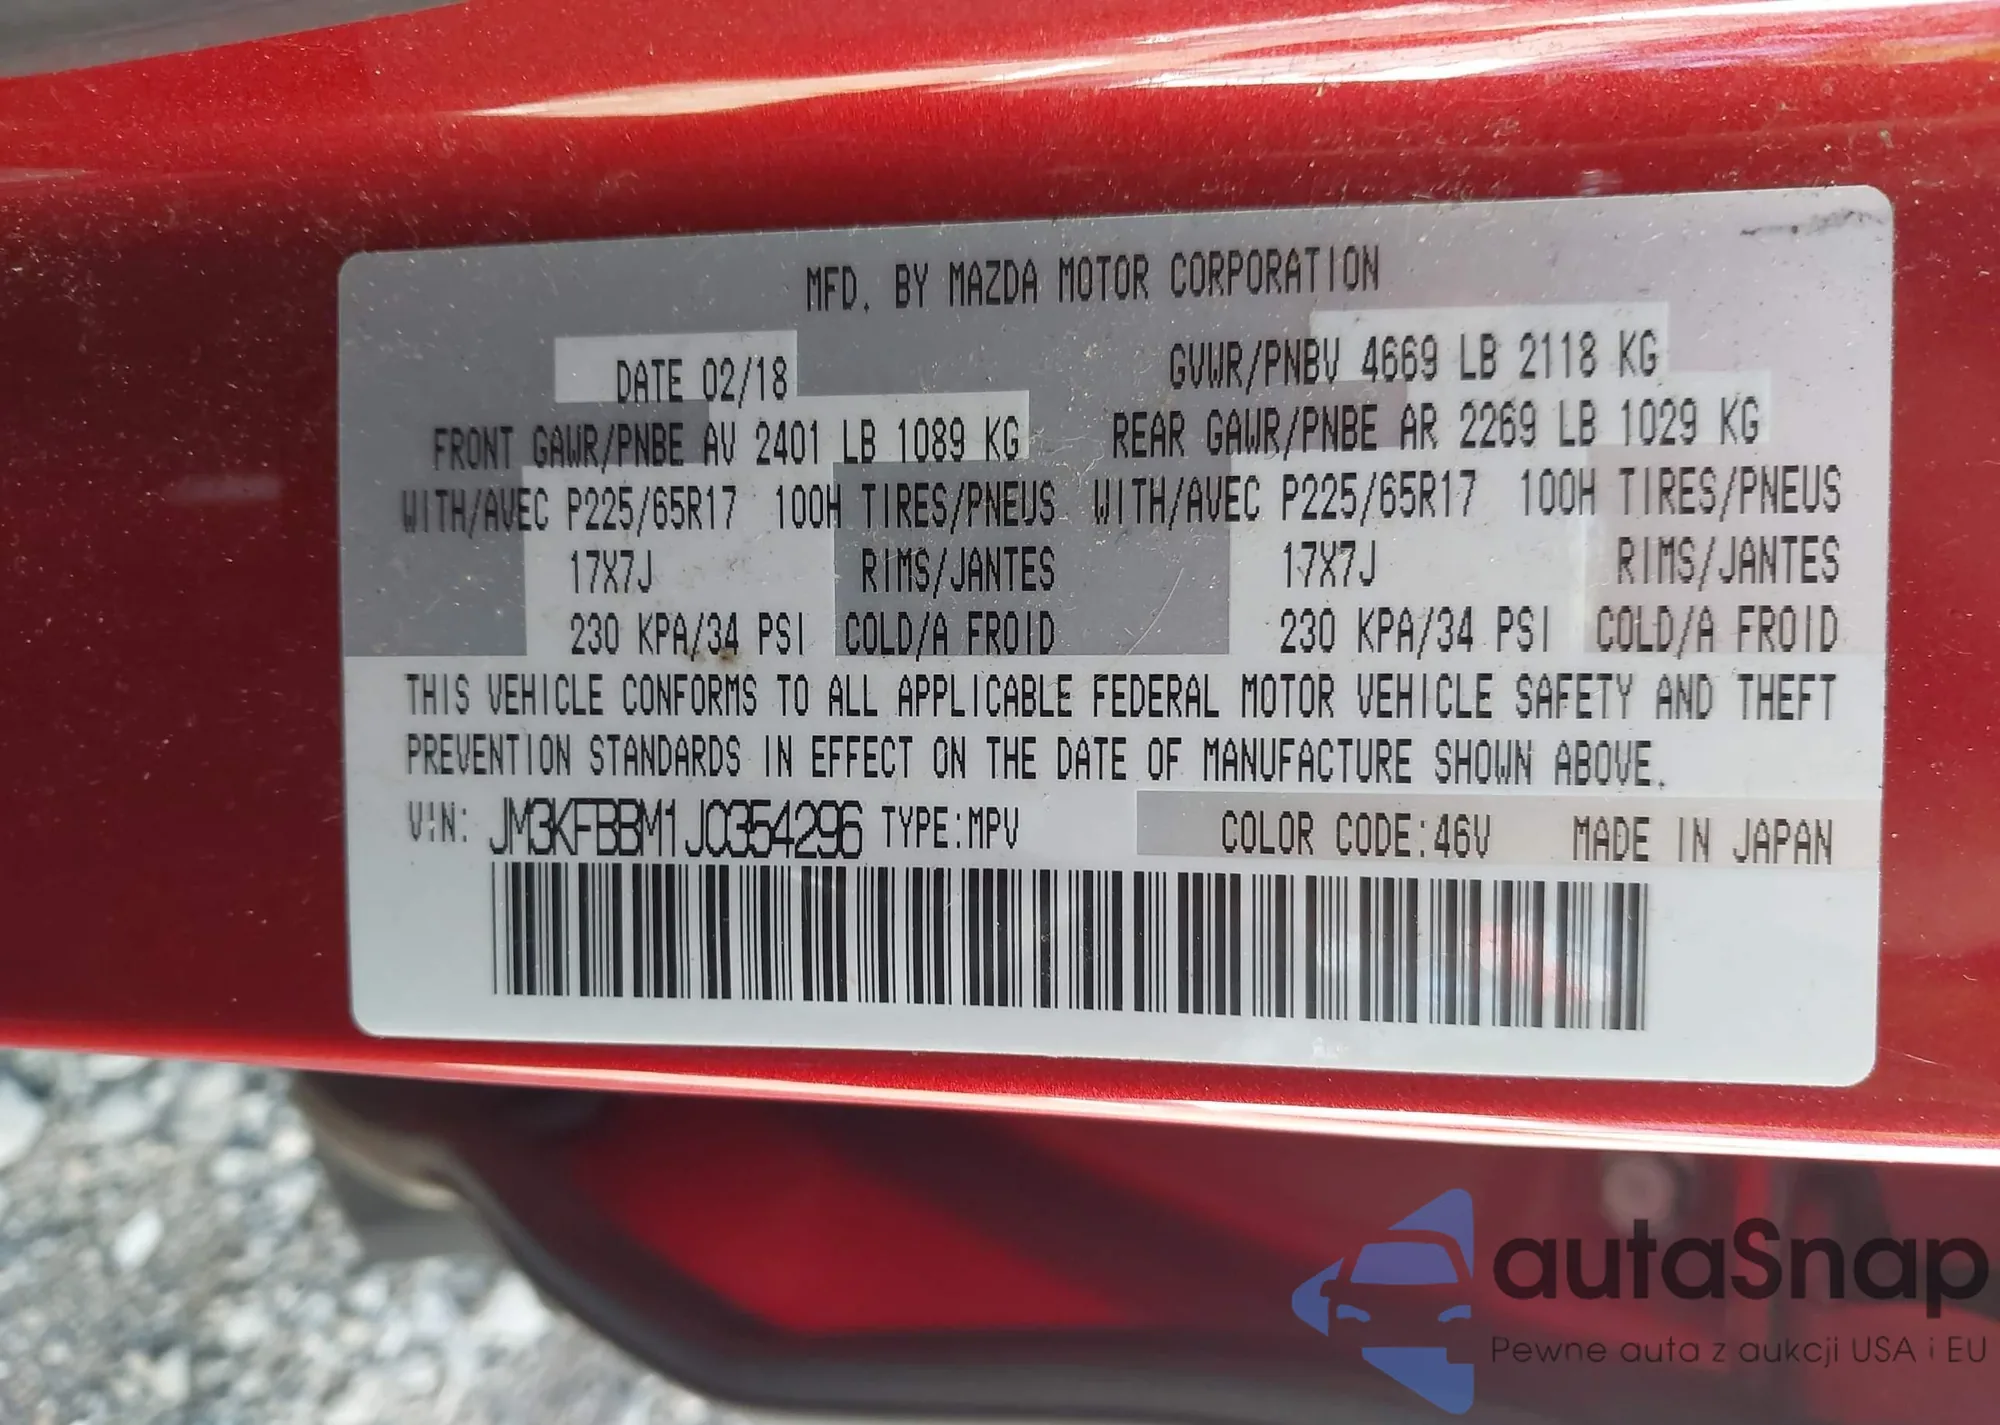 MFD. BY MAZDA MOTOR CORPORATION
DATE 02/18 GVWR/PNBV 4669 LB 2118 KG
FRONT GAWR/PNBE AV 2401 LB 1089 KG REAR GAWR/PNBE AR 2269 LB 1029 KG
WITH/AVEC P225/65R17 100H TIRES/PNEUS WITH/AVEC P225/65R17 100H TIRES/PNEUS
17X7J RIMS/JANTES 17X7J RIMS/JANTES
230 KPA/34 PSI COLD/A FROID 230 KPA/34 PSI COLD/A FROID
THIS VEHICLE CONFORMS TO ALL APPLICABLE FEDERAL MOTOR VEHICLE SAFETY AND THEFT
PREVENTION STANDARDS IN EFFECT ON THE DATE OF MANUFACTURE SHOWN ABOVE.
VIN: JM3KFBBM1J0354296 TYPE:MPV COLOR CODE:46V MADE IN JAPAN
autaSnap
Pewne auta z aukcji USA i EU